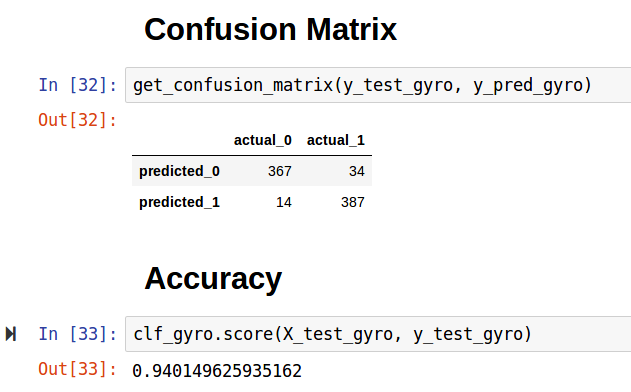 Confusion Matrix
In [32]: get_confusion_matrix(y_test_gyro, y_pred_gyro)
Out[32]:
actual_0 actual_1
predicted_0 367 34
predicted_1 14 387
Accuracy
In [33]: clf_gyro.score(X_test_gyro, y_test_gyro)
Out[33]: 0.940149625935162